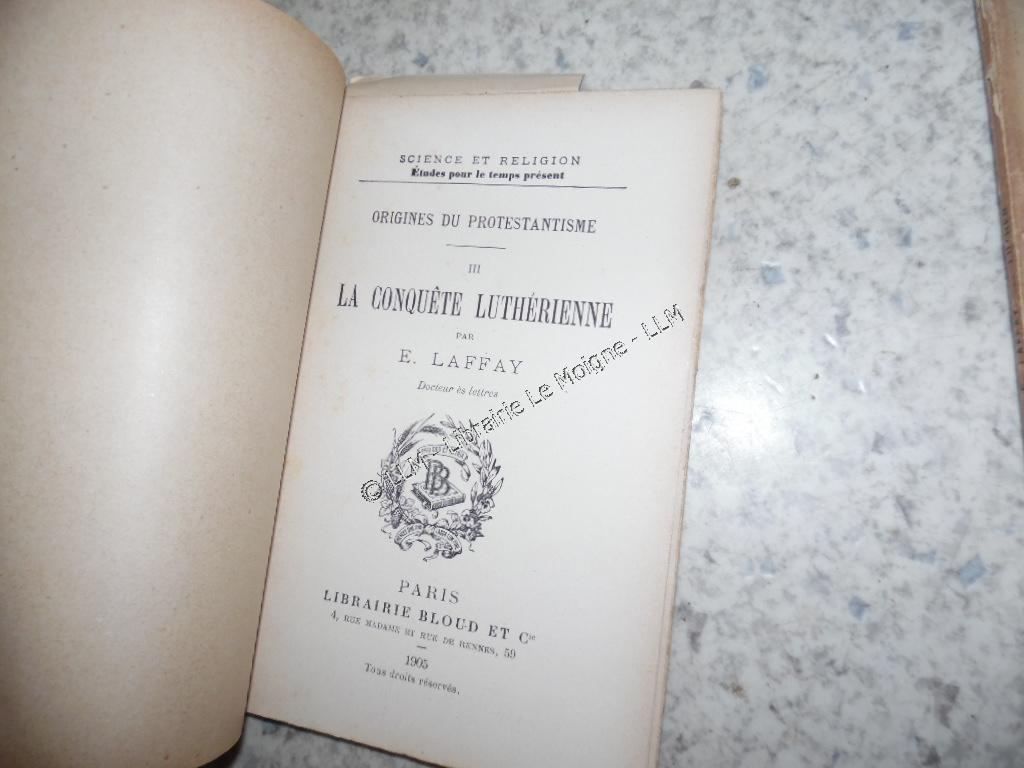 SCIENCE ET RELIGION
Études pour le temps présent
ORIGINES DU PROTESTANTISME
III
LA CONQUÊTE LUTHÉRIENNE
PAR
E. LAFFAY
Docteur ès lettres
© LLM - Librairie Le Moigne - LLM
BB
PARIS
LIBRAIRIE BLOUD ET Cie
4, RUE MADAME ET RUE DE RENNES, 59
1905
Tous droits réservés.